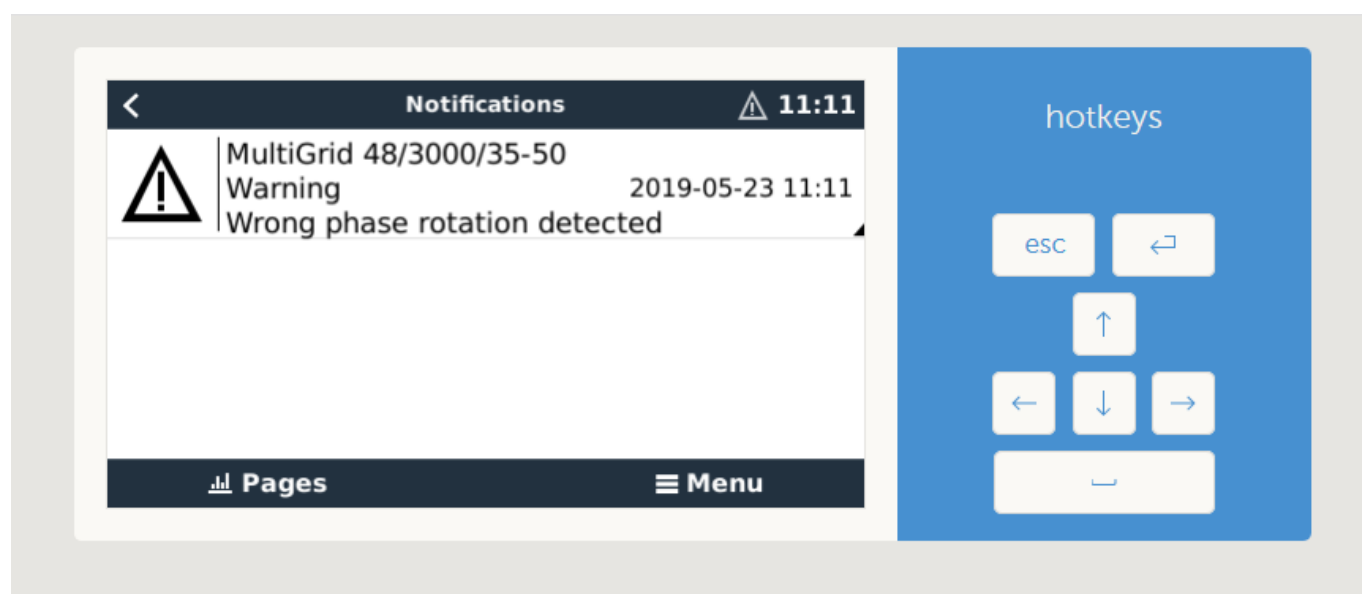 Notifications
11:11
MultiGrid 48/3000/35-50
Warning 2019-05-23 11:11
Wrong phase rotation detected
Pages Menu
hotkeys
esc